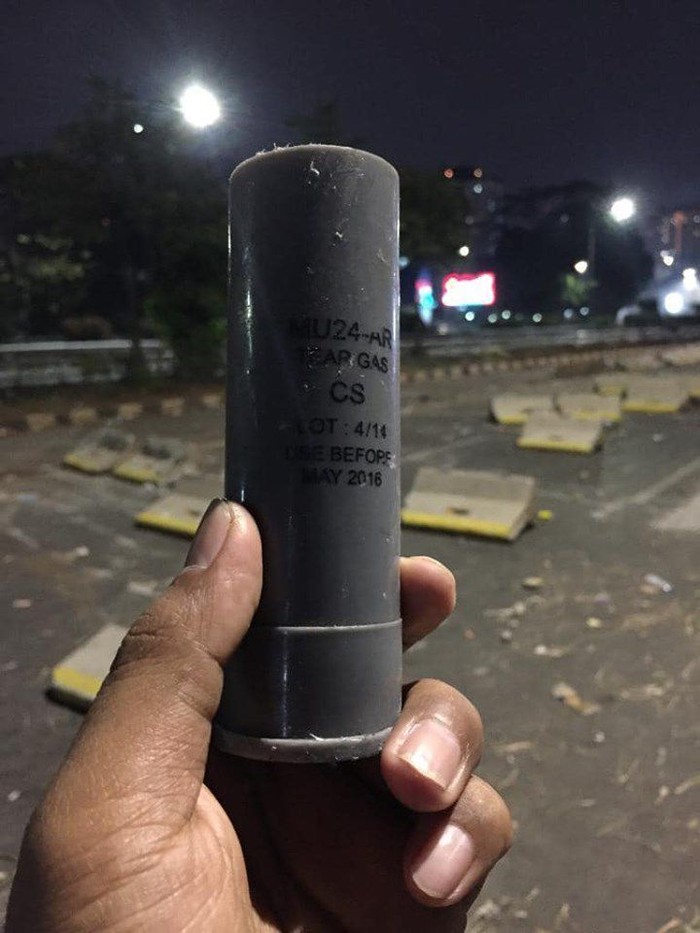 MU24-AR
TEAR GAS
CS
LOT : 4/14
USE BEFORE
MAY 2016